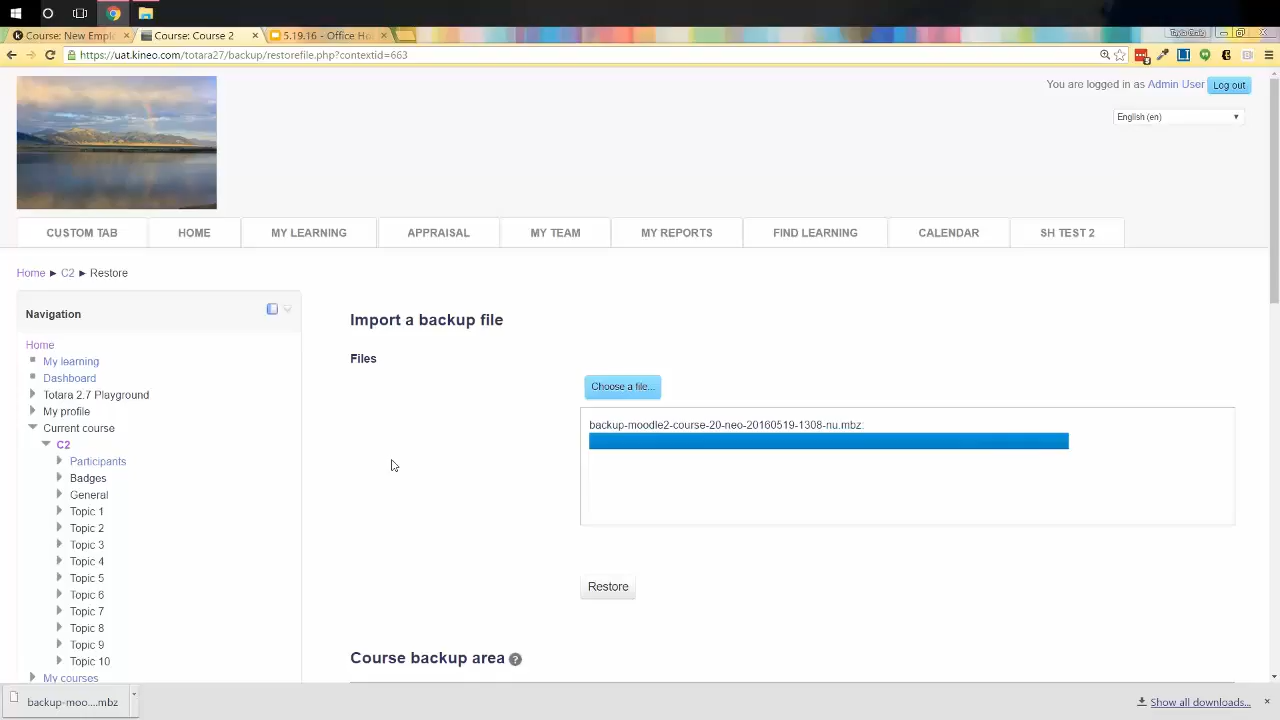 Course: New Emple
Course: Course 2
5.19.16 - Office He
https://uat.kineo.com/totara27/backup/restorefile.php?contextid=663
You are logged in as Admin User
Log out
English (en)
CUSTOM TAB
HOME
MY LEARNING
APPRAISAL
MY TEAM
MY REPORTS
FIND LEARNING
CALENDAR
SH TEST 2
Home ► C2 ► Restore
Navigation
Home
My learning
Dashboard
Totara 2.7 Playground
My profile
Current course
C2
Participants
Badges
General
Topic 1
Topic 2
Topic 3
Topic 4
Topic 5
Topic 6
Topic 7
Topic 8
Topic 9
Topic 10
My courses
Import a backup file
Files
Choose a file...
backup-moodle2-course-20-neo-20160519-1308-nu.mbz:
Restore
Course backup area
backup-moo....mbz
Show all downloads...